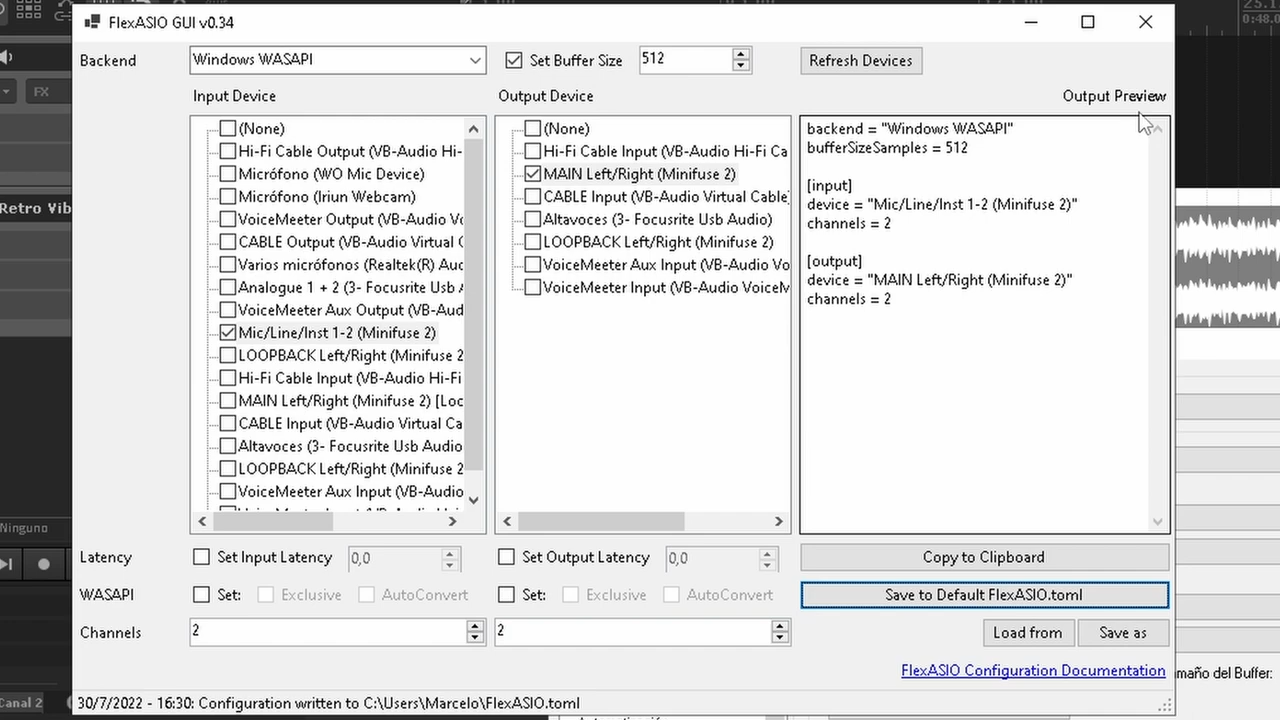 FlexASIO GUI v0.34
Backend
Windows WASAPI
Set Buffer Size
512
Refresh Devices
Input Device
Output Device
Output Preview
(None)
Hi-Fi Cable Output (VB-Audio Hi-
Micrófono (WO Mic Device)
Micrófono (Iriun Webcam)
VoiceMeeter Output (VB-Audio Vo
CABLE Output (VB-Audio Virtual C
Varios micrófonos (Realtek(R) Aud
Analogue 1 + 2 (3- Focusrite Usb A
VoiceMeeter Aux Output (VB-Aud
Mic/Line/Inst 1-2 (Minifuse 2)
LOOPBACK Left/Right (Minifuse 2
Hi-Fi Cable Input (VB-Audio Hi-Fi
MAIN Left/Right (Minifuse 2) [Loc
CABLE Input (VB-Audio Virtual Ca
Altavoces (3- Focusrite Usb Audio
LOOPBACK Left/Right (Minifuse 2
VoiceMeeter Aux Input (VB-Audio
(None)
Hi-Fi Cable Input (VB-Audio Hi-Fi Ca
MAIN Left/Right (Minifuse 2)
CABLE Input (VB-Audio Virtual Cable)
Altavoces (3- Focusrite Usb Audio)
LOOPBACK Left/Right (Minifuse 2)
VoiceMeeter Aux Input (VB-Audio Vo
VoiceMeeter Input (VB-Audio VoiceM
backend = "Windows WASAPI"
bufferSizeSamples = 512
[input]
device = "Mic/Line/Inst 1-2 (Minifuse 2)"
channels = 2
[output]
device = "MAIN Left/Right (Minifuse 2)"
channels = 2
Latency
Set Input Latency
0,0
Set Output Latency
0,0
Copy to Clipboard
WASAPI
Set:
Exclusive
AutoConvert
Set:
Exclusive
AutoConvert
Save to Default FlexASIO.toml
Channels
2
2
Load from
Save as
FlexASIO Configuration Documentation
30/7/2022 - 16:30: Configuration written to C:\Users\Marcelo\FlexASIO.toml
FX
Retro Vib
Ninguno
Canal 2
maño del Buffer: